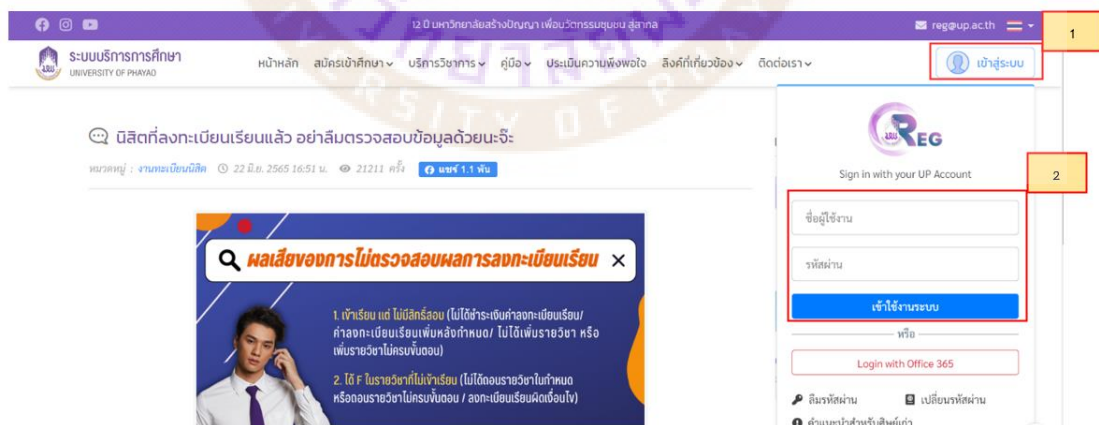 12 ปี มหาวิทยาลัยสร้างปัญญา เพื่อนวัตกรรมชุมชน สู่สากล
reg@up.ac.th
1
ระบบบริการการศึกษา
UNIVERSITY OF PHAYAO
หน้าหลัก สมัครเข้าศึกษา บริการวิชาการ คู่มือ ประเมินความพึงพอใจ ลิงค์ที่เกี่ยวข้อง ติดต่อเรา
เข้าสู่ระบบ
UNIVERSITY OF
นิสิตที่ลงทะเบียนเรียนแล้ว อย่าลืมตรวจสอบข้อมูลด้วยนะจ๊ะ
หมวดหมู่ : งานทะเบียนนิสิต 22 มิ.ย. 2565 16:51 น. 21211 ครั้ง แชร์ 1.1 พัน
ผลเสียของการไม่ตรวจสอบผลการลงทะเบียนเรียน
1. เข้าเรียน แต่ ไม่มีสิทธิ์สอบ (ไม่ได้ชำระเงินค่าลงทะเบียนเรียน/
ค่าลงทะเบียนเรียนเพิ่มหลังกำหนด/ ไม่ได้เพิ่มรายวิชา หรือ
เพิ่มรายวิชาไม่ครบขั้นตอน)
2. ได้ F ในรายวิชาที่ไม่เข้าเรียน (ไม่ได้ถอนรายวิชาในกำหนด
หรือถอนรายวิชาไม่ครบขั้นตอน / ลงทะเบียนเรียนผิดเงื่อนไข)
REG
Sign in with your UP Account
2
ชื่อผู้ใช้งาน
รหัสผ่าน
เข้าใช้งานระบบ
หรือ
Login with Office 365
ลืมรหัสผ่าน เปลี่ยนรหัสผ่าน
คำแนะนำสำหรับศิษย์เก่า